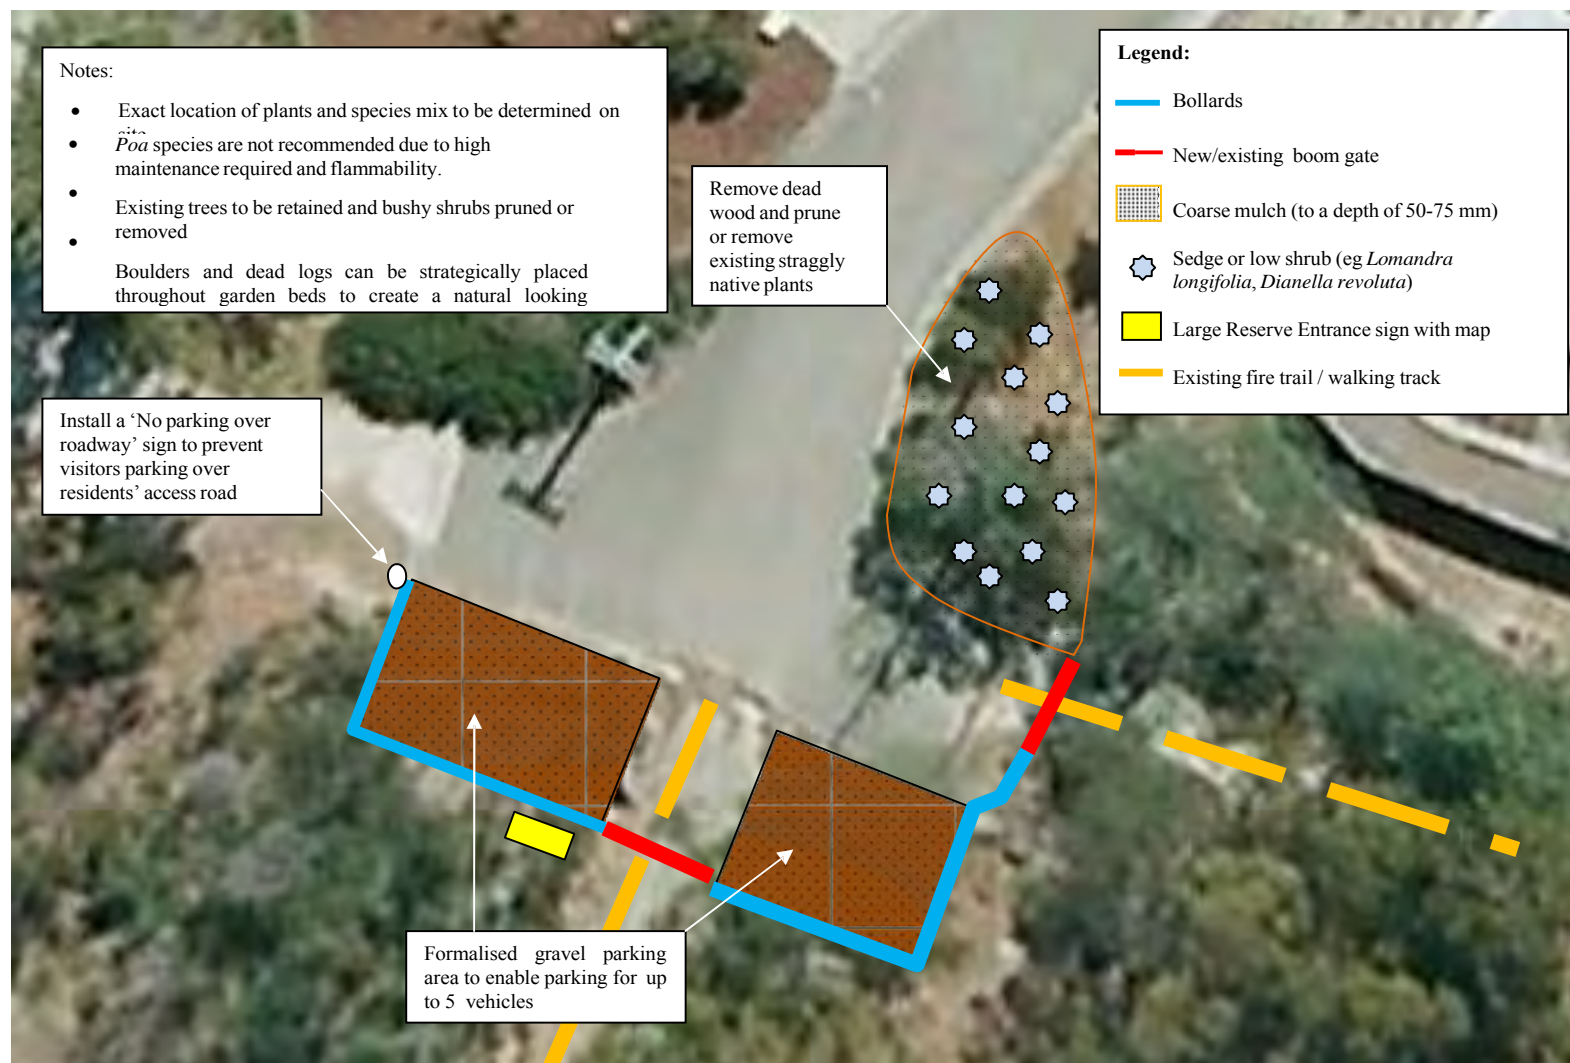 Notes:
• Exact location of plants and species mix to be determined on
site
• Poa species are not recommended due to high
maintenance required and flammability.
• Existing trees to be retained and bushy shrubs pruned or
removed
• Boulders and dead logs can be strategically placed
throughout garden beds to create a natural looking
Remove dead
wood and prune
or remove
existing straggly
native plants
Legend:
Bollards
New/existing boom gate
Coarse mulch (to a depth of 50-75 mm)
Sedge or low shrub (eg Lomandra
longifolia, Dianella revoluta)
Large Reserve Entrance sign with map
Existing fire trail / walking track
Install a ‘No parking over
roadway’ sign to prevent
visitors parking over
residents’ access road
Formalised gravel parking
area to enable parking for up
to 5 vehicles